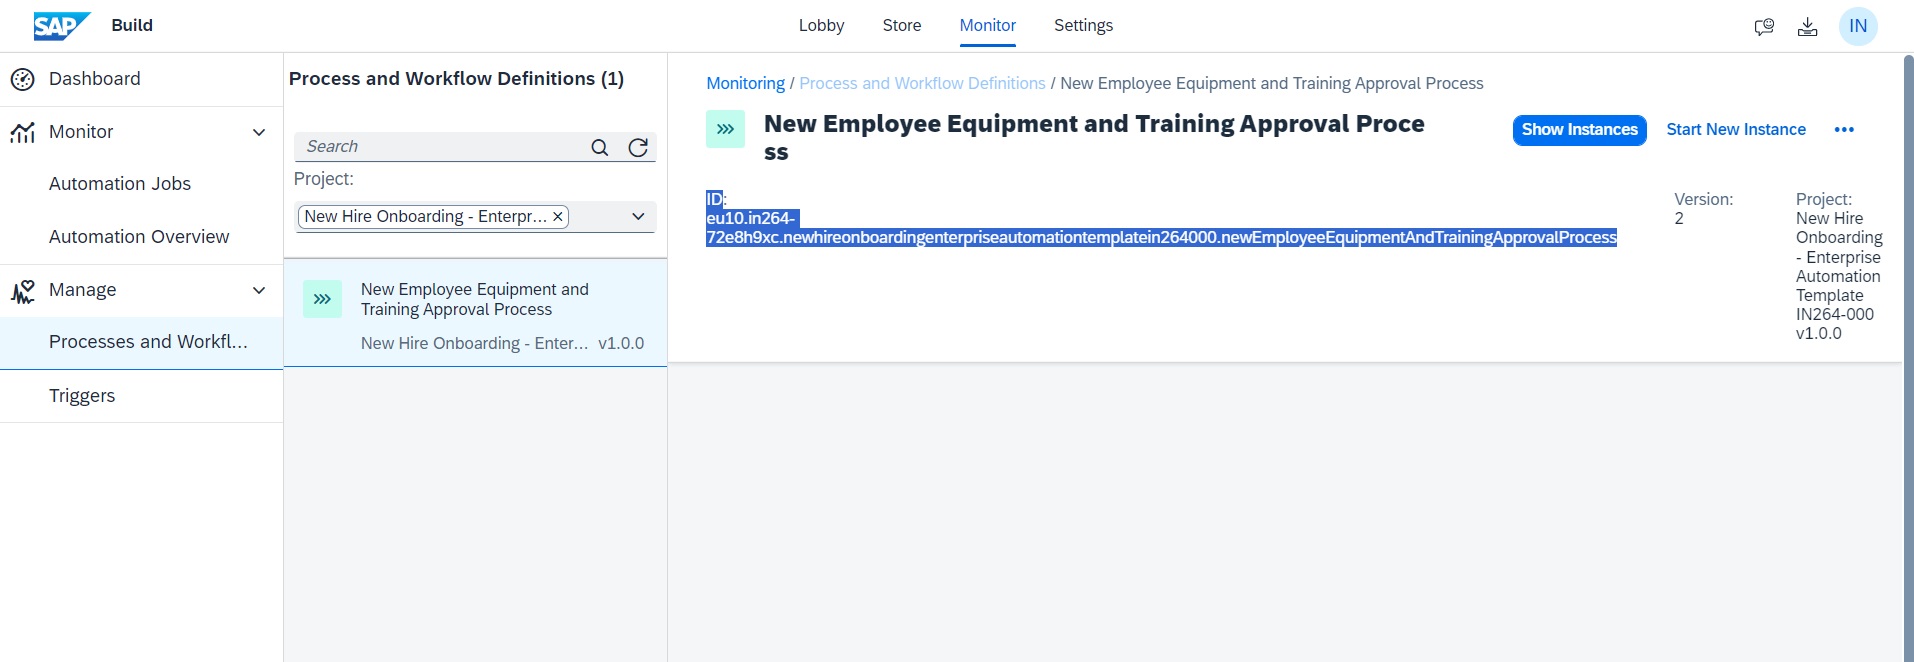 SAP Build
Lobby
Store
Monitor
Settings
IN
Dashboard
Monitor
Automation Jobs
Automation Overview
Manage
Processes and Workfl...
Triggers
Process and Workflow Definitions (1)
Search
Project:
New Hire Onboarding - Enterpr...
New Employee Equipment and
Training Approval Process
New Hire Onboarding - Enter... v1.0.0
Monitoring / Process and Workflow Definitions / New Employee Equipment and Training Approval Process
New Employee Equipment and Training Approval Proce
ss
Show Instances
Start New Instance
ID:
eu10.in264-
72e8h9xc.newhireonboardingenterpriseautomationtemplatein264000.newEmployeeEquipmentAndTrainingApprovalProcess
Version:
2
Project:
New Hire
Onboarding
- Enterprise
Automation
Template
IN264-000
v1.0.0